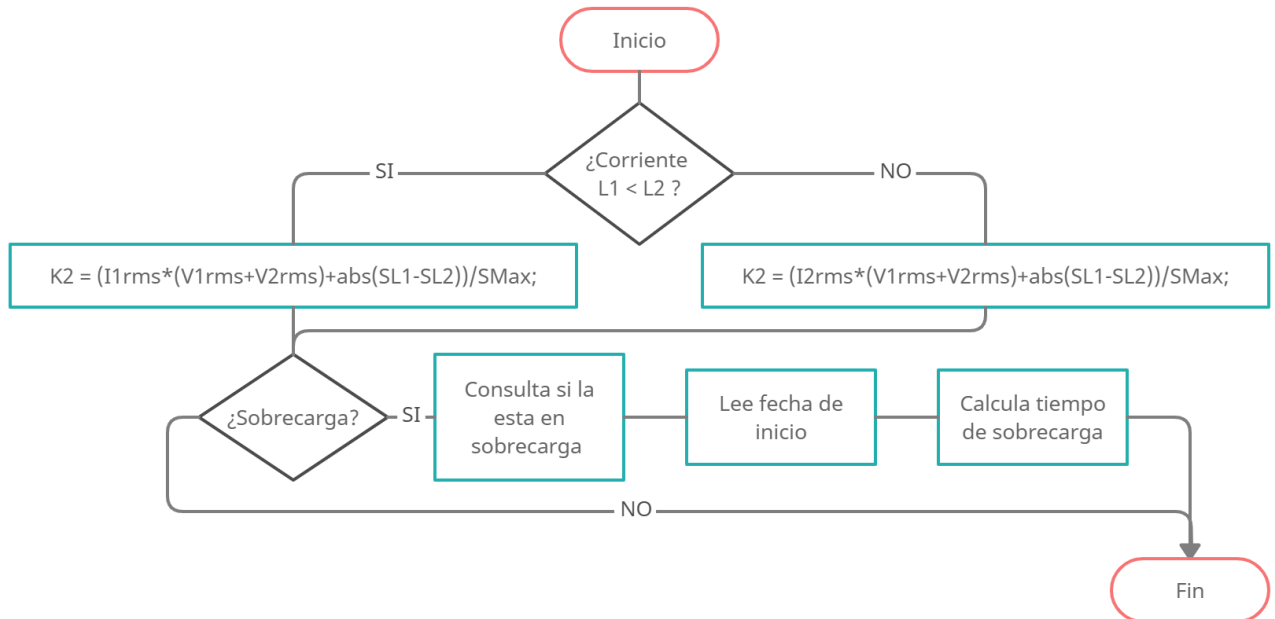 Inicio
¿Corriente
L1 < L2 ?
SI
NO
K2 = (I1rms*(V1rms+V2rms)+abs(SL1-SL2))/SMax;
K2 = (I2rms*(V1rms+V2rms)+abs(SL1-SL2))/SMax;
¿Sobrecarga?
SI
Consulta si la
esta en
sobrecarga
Lee fecha de
inicio
Calcula tiempo
de sobrecarga
NO
Fin